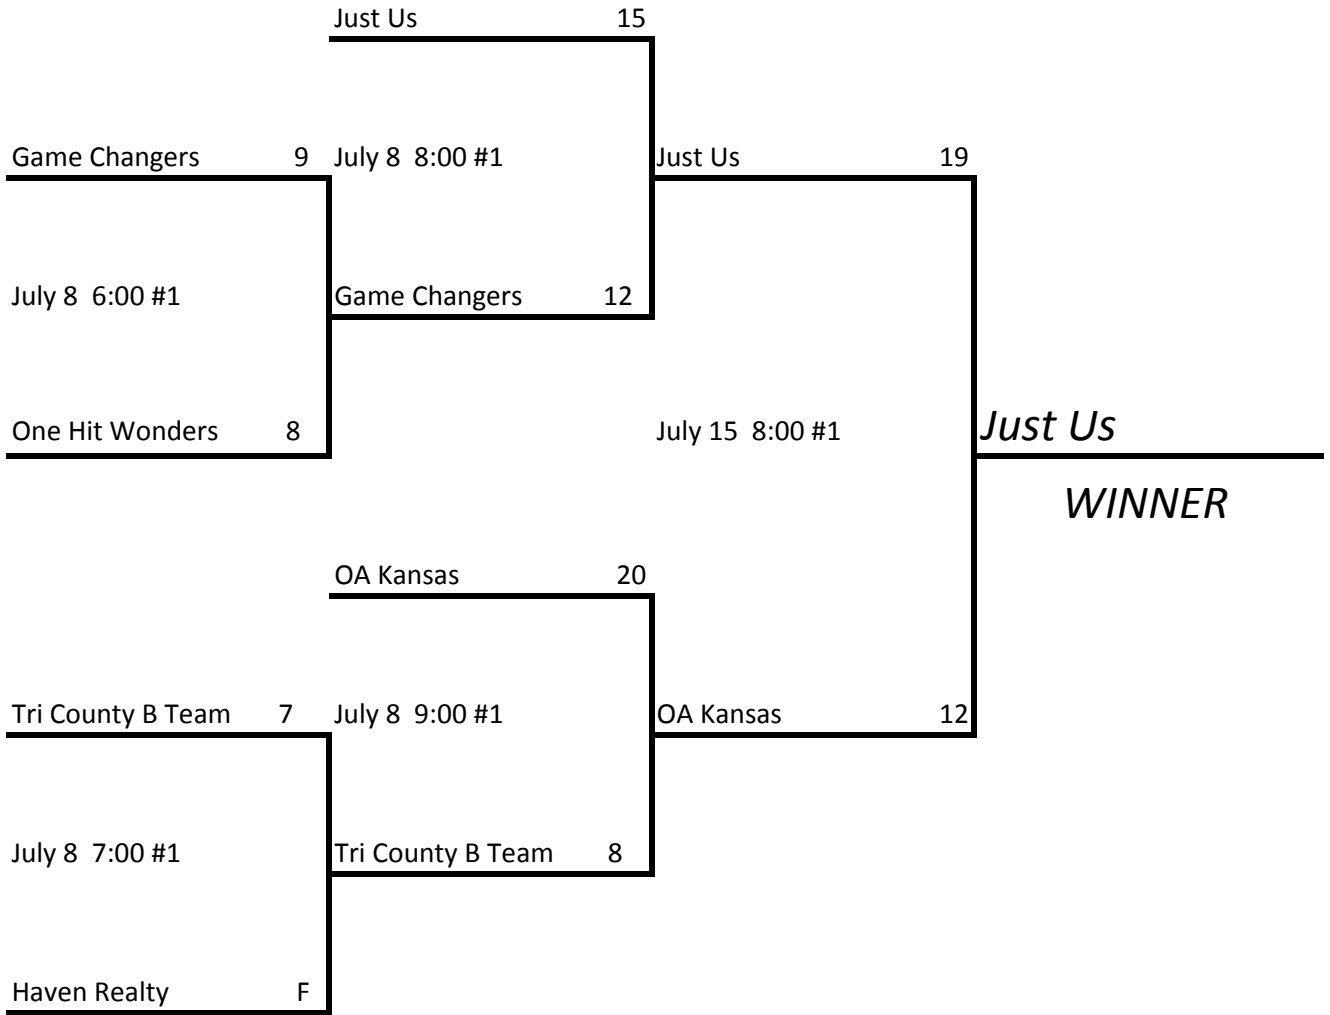 Just Us 15
Game Changers 9 July 8 8:00 #1 Just Us 19
July 8 6:00 #1 Game Changers 12
One Hit Wonders 8 July 15 8:00 #1 Just Us
WINNER
OA Kansas 20
Tri County B Team 7 July 8 9:00 #1 OA Kansas 12
July 8 7:00 #1 Tri County B Team 8
Haven Realty F